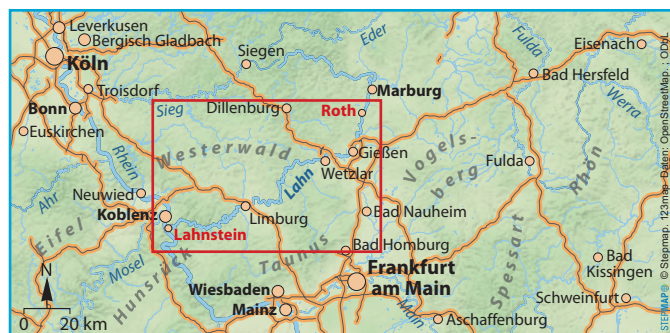 Leverkusen
Bergisch Gladbach
Köln
Siegen
Eder
Fulda
Eisenach
Troisdorf
Bad Hersfeld
Marburg
Bonn
Sieg
Dillenburg
Roth
Werra
Euskirchen
Rhein
Westerwald
Gießen
Vogels-
berg
Fulda
Rhön
Wetzlar
Lahn
Ahr
Neuwied
Koblenz
Limburg
Bad Nauheim
Lahnstein
Eifel
Taunus
Bad Homburg
Spessart
Bad
Kissingen
Mosel
Hunsrück
Frankfurt
am Main
Wiesbaden
Mainz
Main
Schweinfurt
Aschaffenburg
N
0 20 km
STEPMAP © Stepmap, 123map·Daten: OpenStreetMap; ODbL